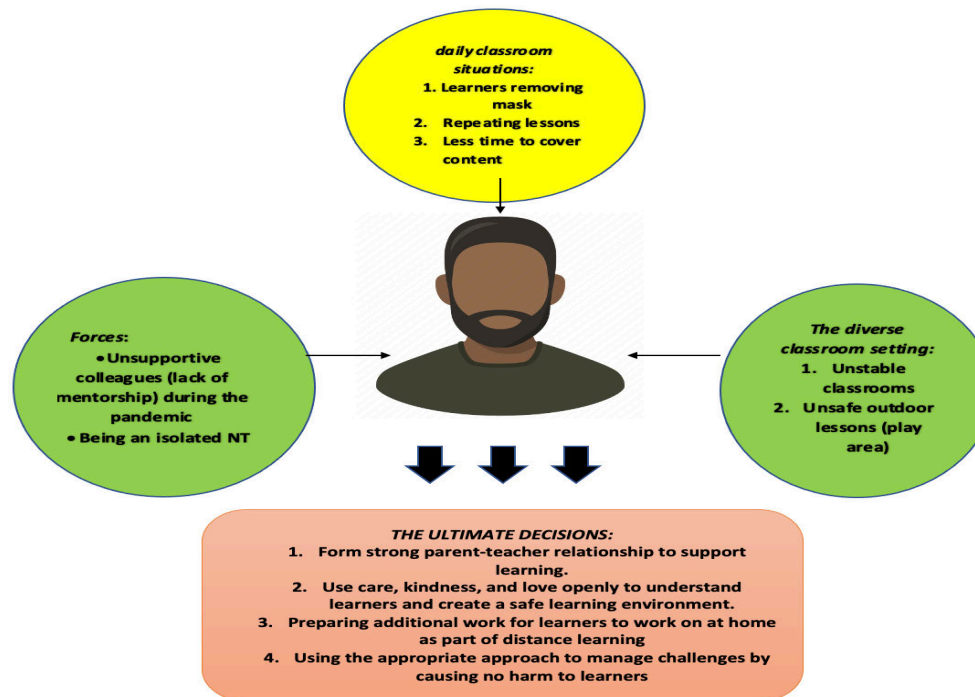 daily classroom
situations:
1. Learners removing
mask
2. Repeating lessons
3. Less time to cover
content
Forces:
• Unsupportive
colleagues (lack of
mentorship) during the
pandemic
• Being an isolated NT
The diverse
classroom setting:
1. Unstable
classrooms
2. Unsafe outdoor
lessons (play
area)
THE ULTIMATE DECISIONS:
1. Form strong parent-teacher relationship to support
learning.
2. Use care, kindness, and love openly to understand
learners and create a safe learning environment.
3. Preparing additional work for learners to work on at home
as part of distance learning
4. Using the appropriate approach to manage challenges by
causing no harm to learners